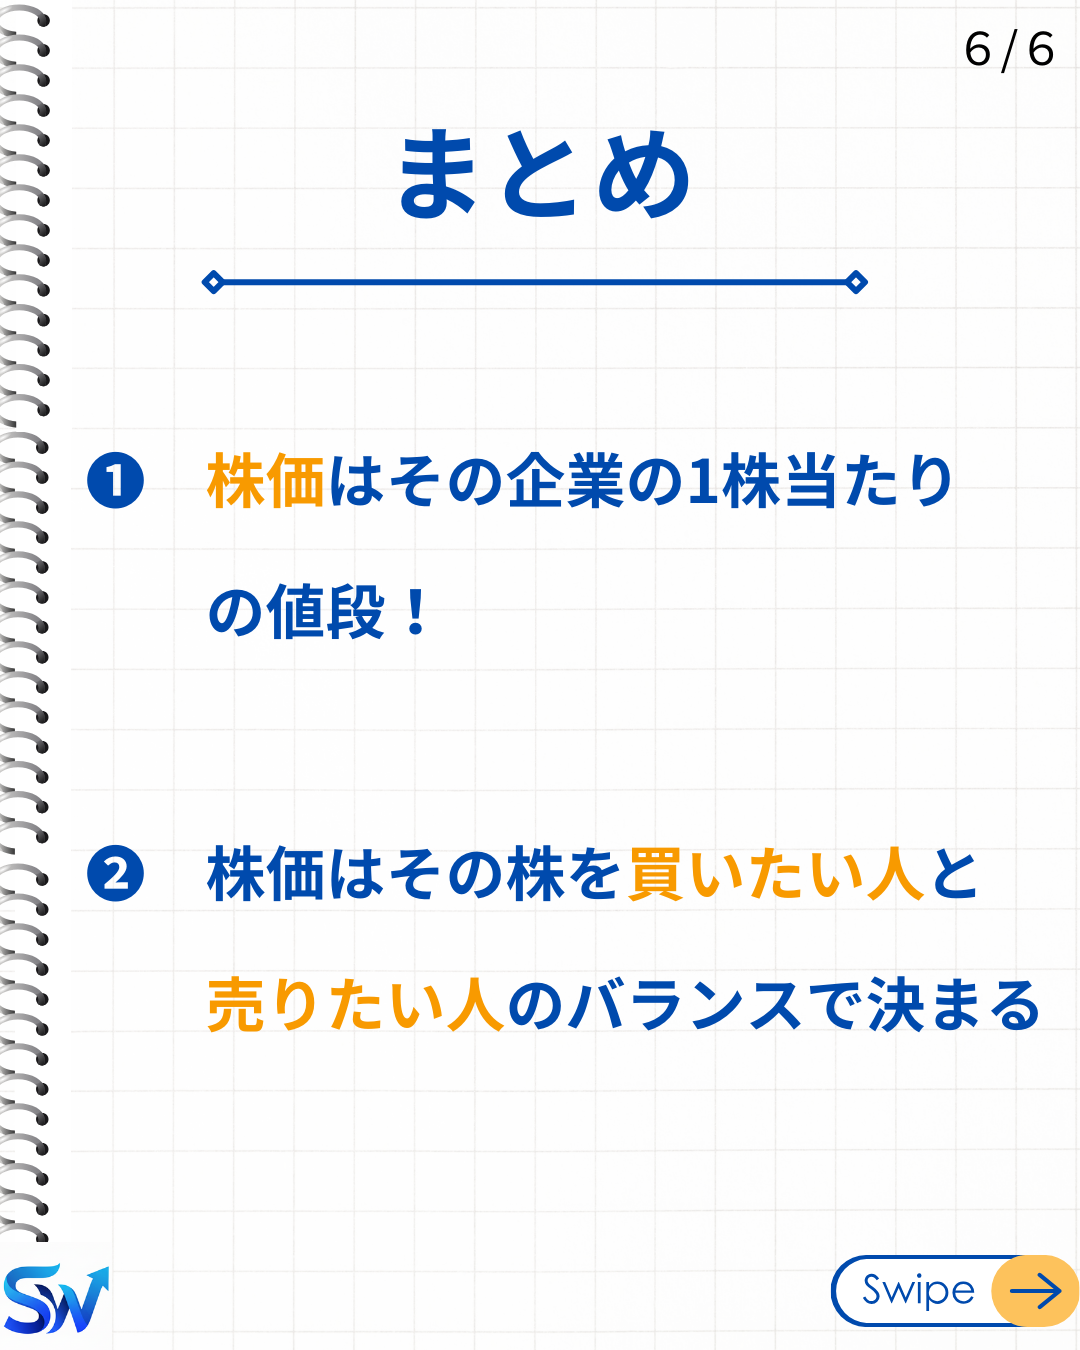 6/6
まとめ
❶ 株価はその企業の1株当たり
の値段！
❷ 株価はその株を買いたい人と
売りたい人のバランスで決まる
SW
Swipe